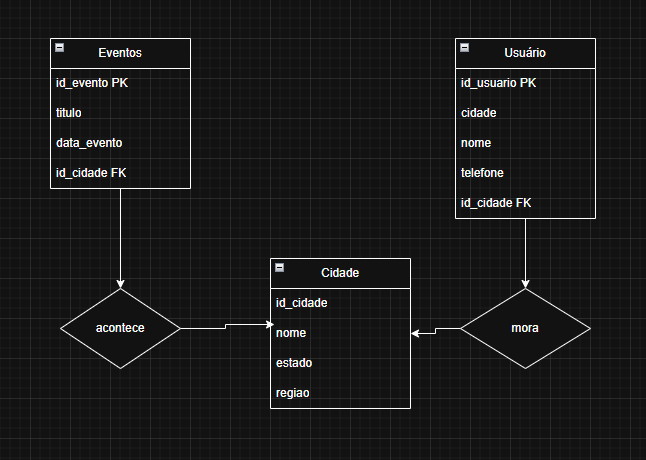 Eventos
id_evento PK
titulo
data_evento
id_cidade FK
Usuário
id_usuario PK
cidade
nome
telefone
id_cidade FK
Cidade
id_cidade
nome
estado
regiao
acontece
mora